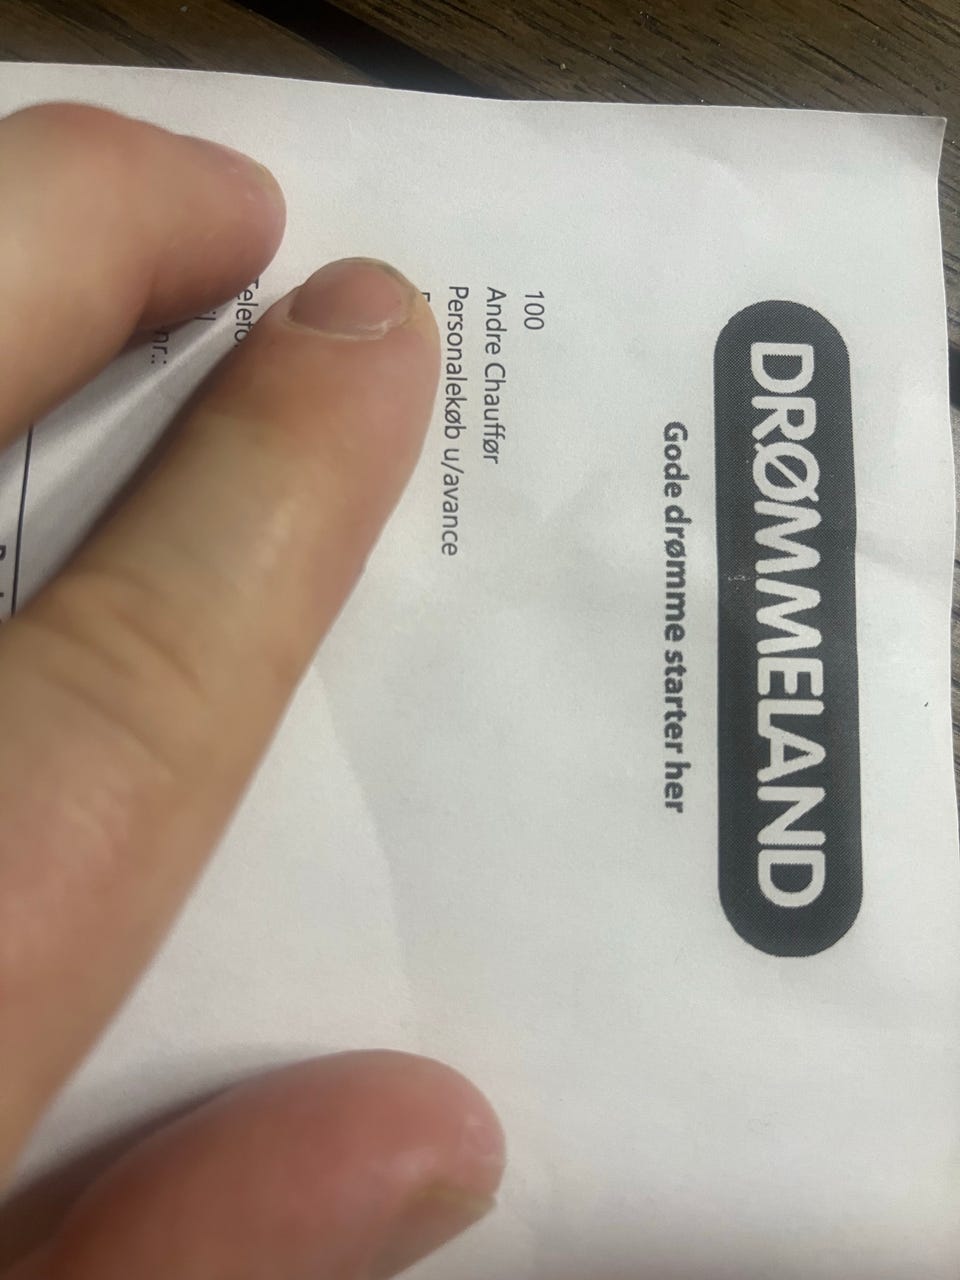 DRØMMELAND
Gode drømme starter her
100
Andre Chauffør
Personalekøb u/avance